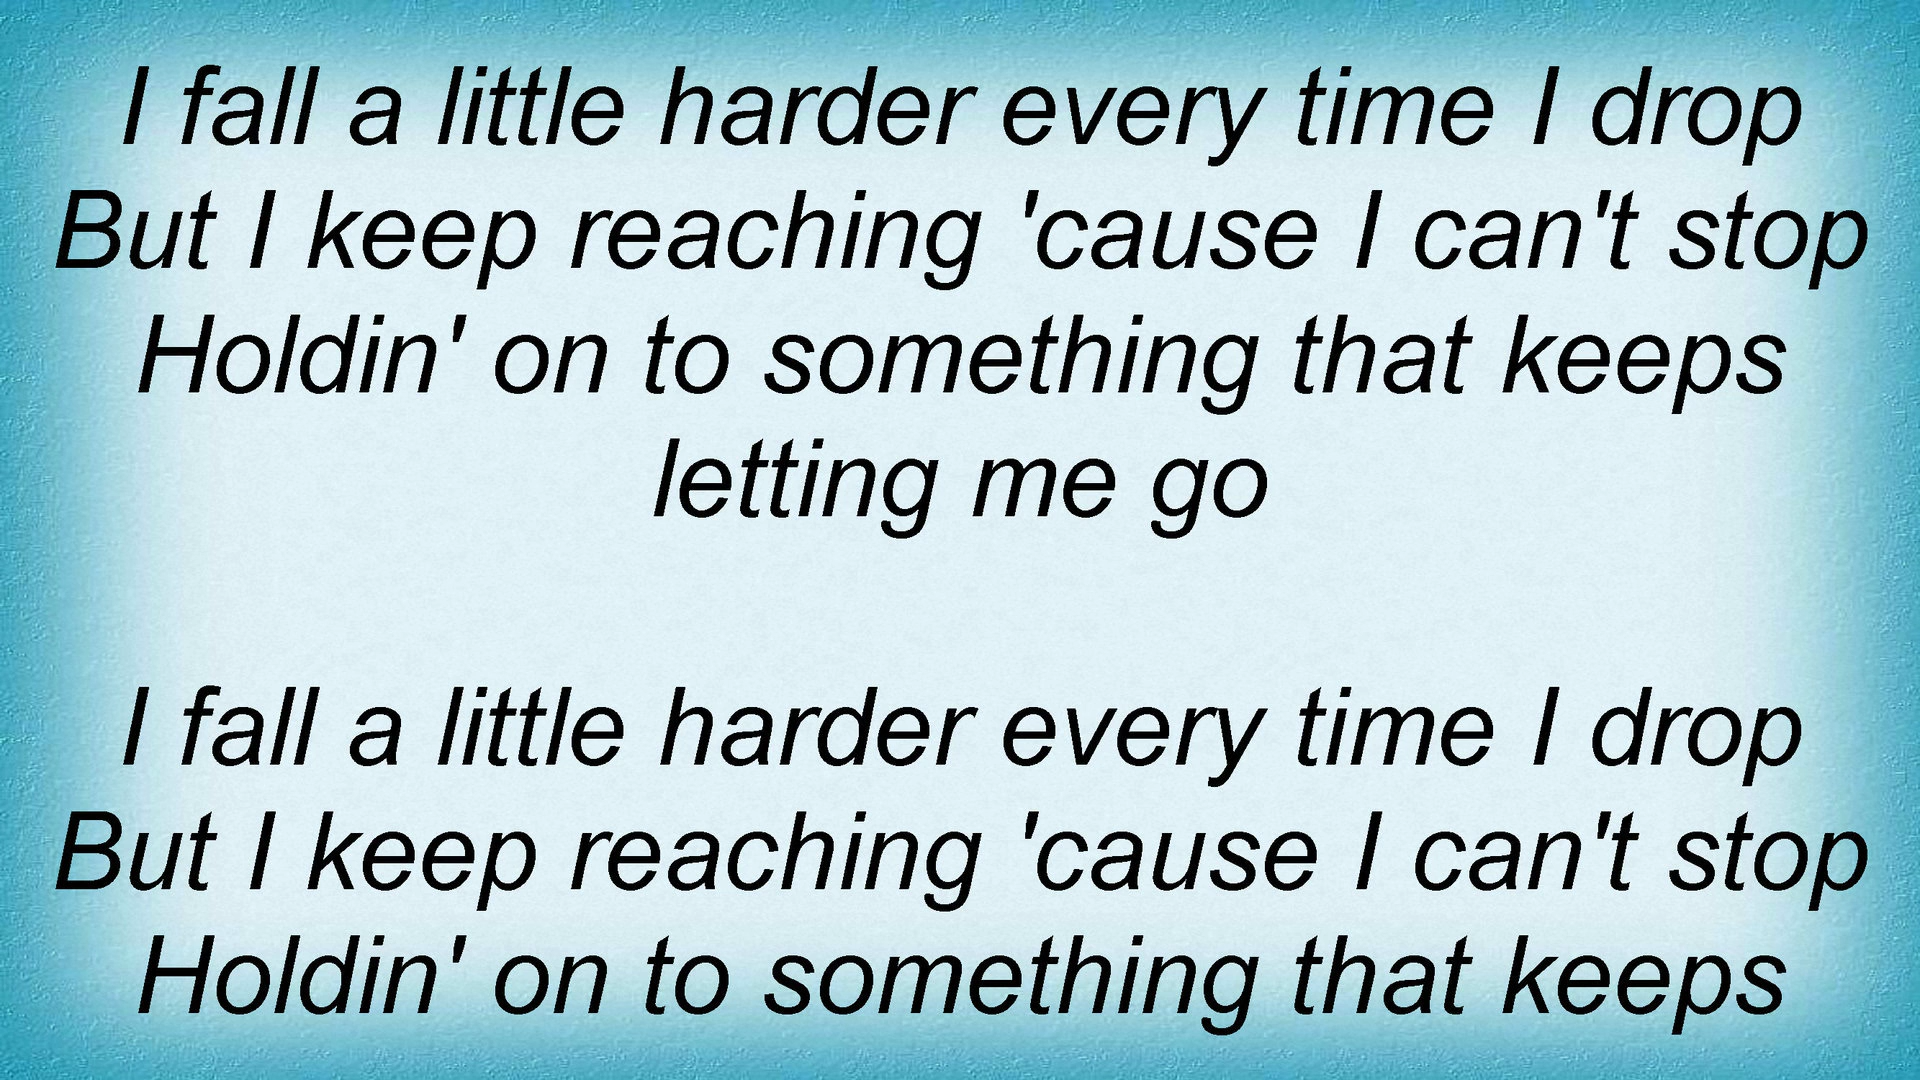 I fall a little harder every time I drop
But I keep reaching 'cause I can't stop
Holdin' on to something that keeps
letting me go
I fall a little harder every time I drop
But I keep reaching 'cause I can't stop
Holdin' on to something that keeps